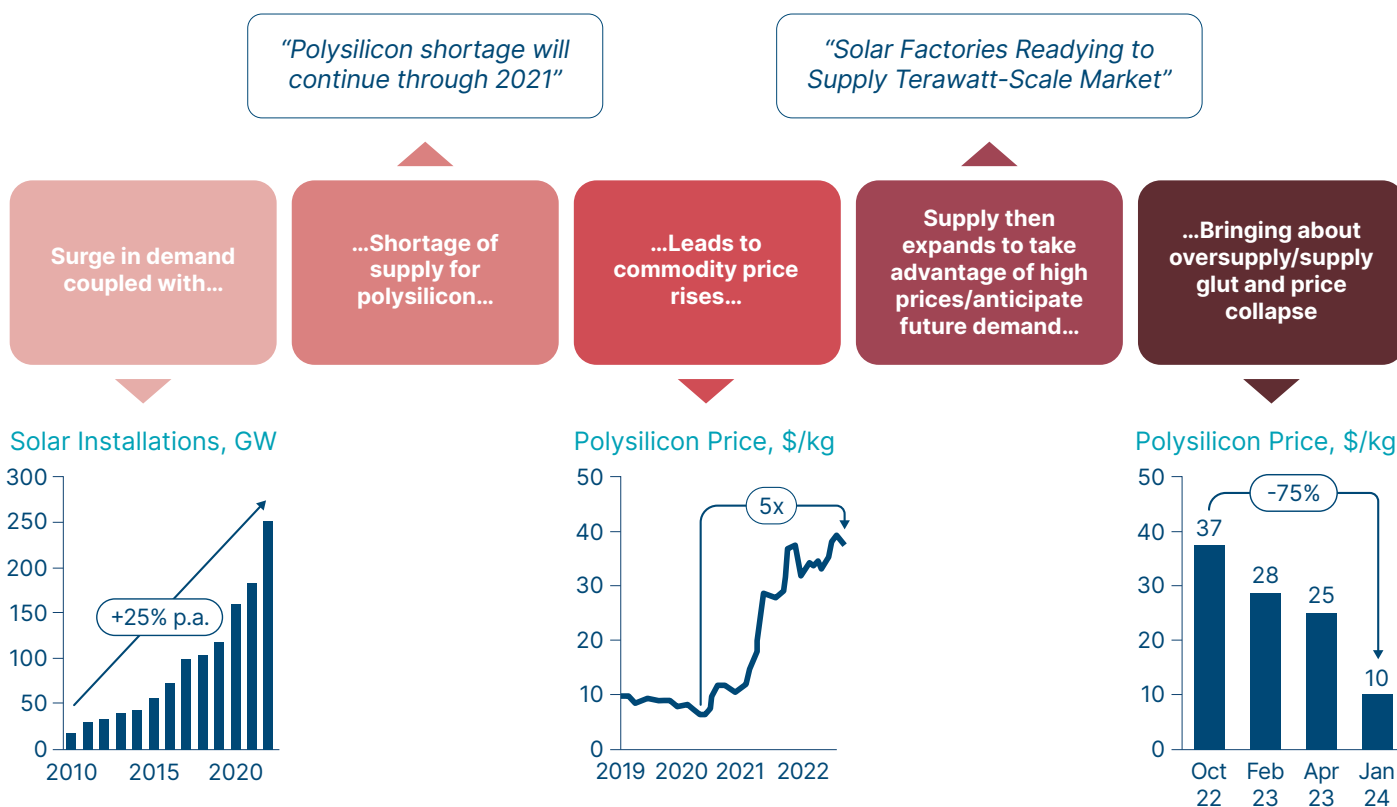 “Polysilicon shortage will
continue through 2021”
“Solar Factories Readying to
Supply Terawatt-Scale Market”
Surge in demand
coupled with…
…Shortage of
supply for
polysilicon…
…Leads to
commodity price
rises…
Supply then
expands to take
advantage of high
prices/anticipate
future demand…
…Bringing about
oversupply/supply
glut and price
collapse
Solar Installations, GW
300
250
200
150
100
50
0
+25% p.a.
2010 2015 2020
Polysilicon Price, $/kg
50
40
30
20
10
0
5x
2019 2020 2021 2022
Polysilicon Price, $/kg
50
40
30
20
10
0
-75%
37
28
25
10
Oct Feb Apr Jan
22 23 23 24